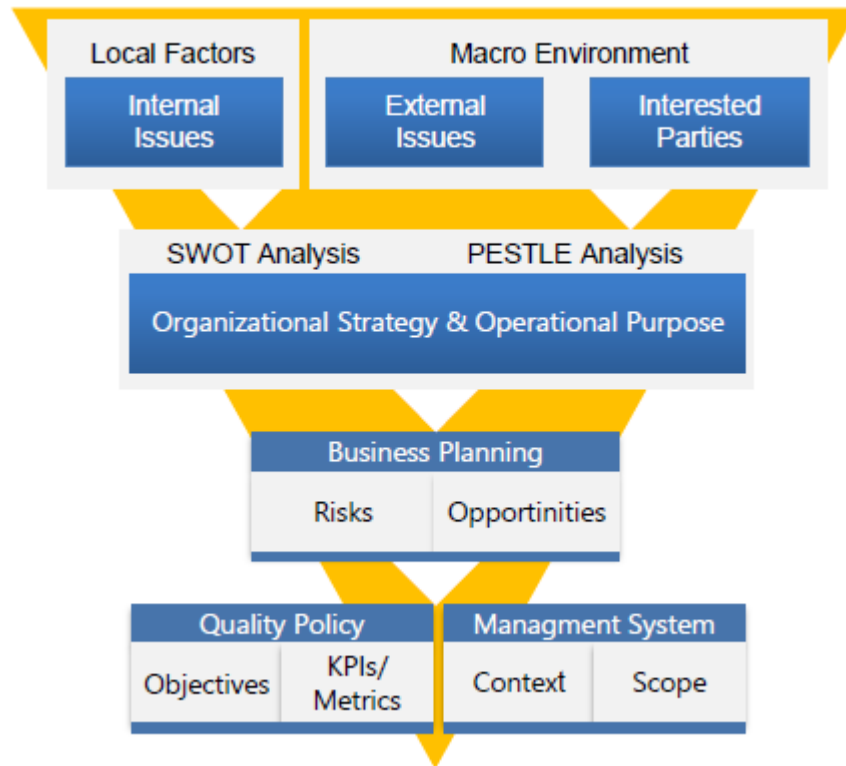 Local Factors
Macro Environment
Internal
Issues
External
Issues
Interested
Parties
SWOT Analysis
PESTLE Analysis
Organizational Strategy & Operational Purpose
Business Planning
Risks
Opportinities
Quality Policy
Managment System
Objectives
KPIs/
Metrics
Context
Scope